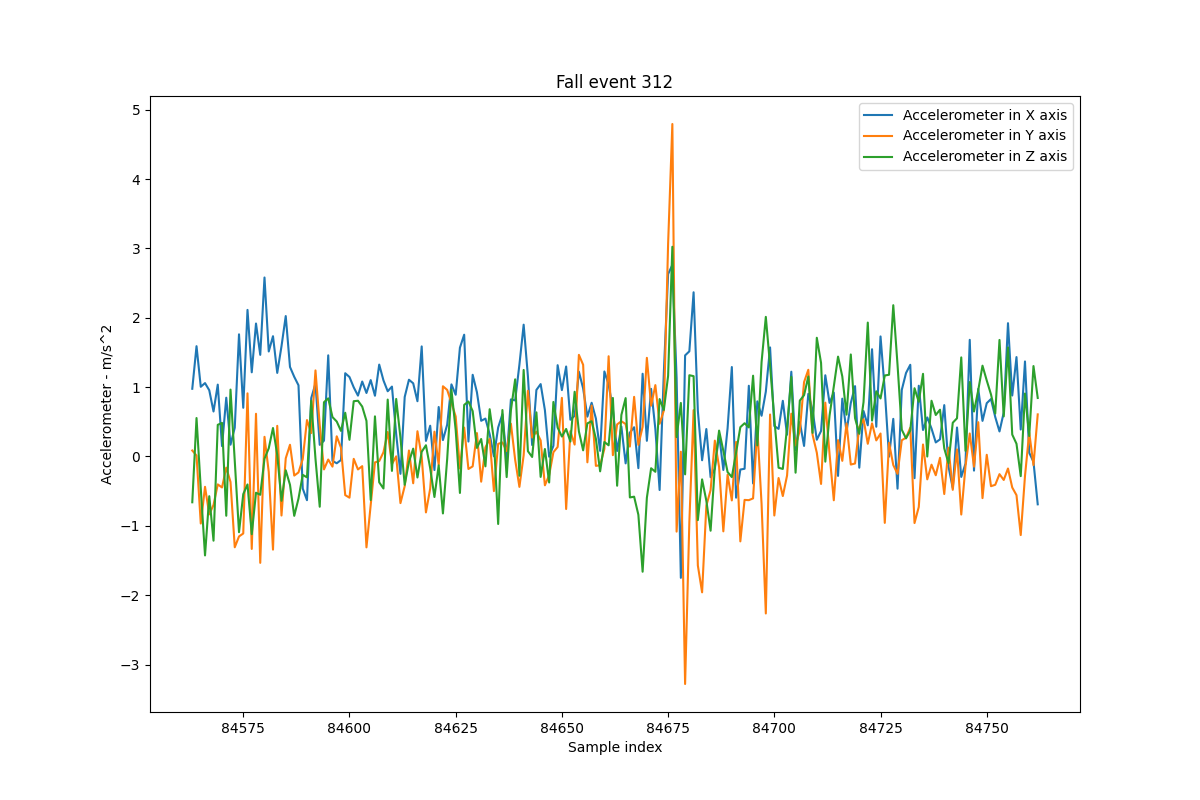 Fall event 312
Accelerometer in X axis
Accelerometer in Y axis
Accelerometer in Z axis
Accelerometer - m/s^2
5
4
3
2
1
0
−1
−2
−3
84575 84600 84625 84650 84675 84700 84725 84750
Sample index